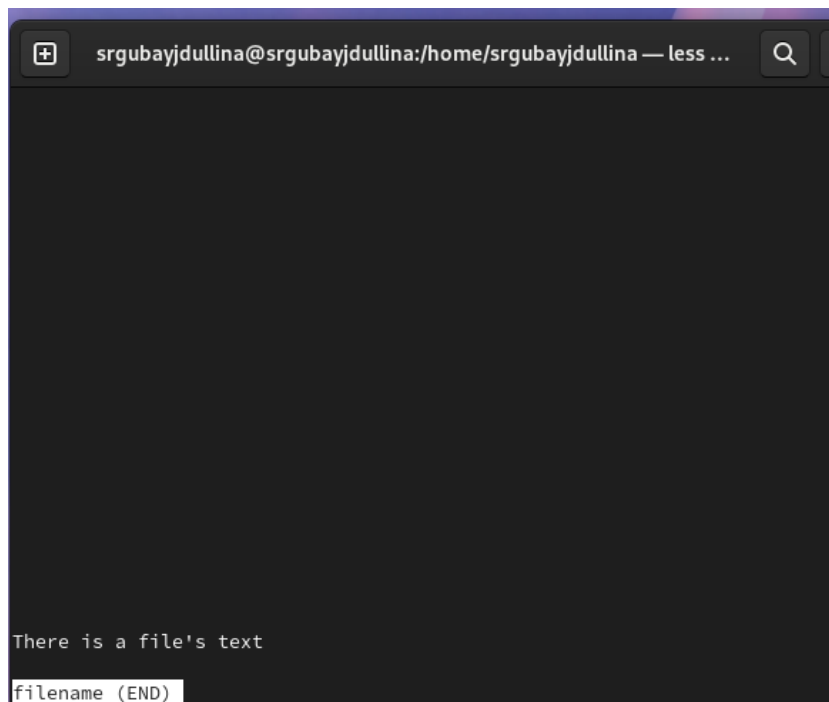 srgubayjdullina@srgubayjdullina:/home/srgubayjdullina — less ...
There is a file's text
filename (END)